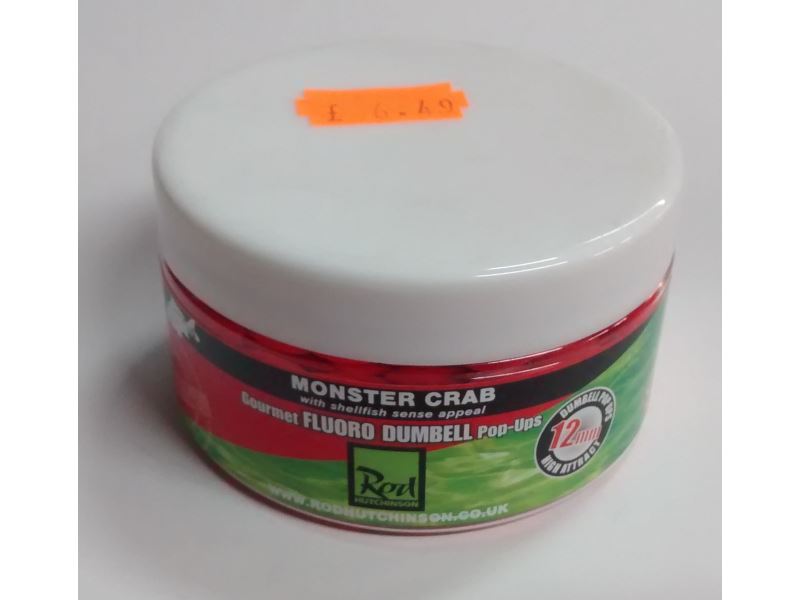 £ 6.49
MONSTER CRAB
with shellfish sense appeal
Gourmet FLUORO DUMBELL Pop-Ups
DUMBELL POP UPS
12mm
HIGH ATTRACT
Rod
HUTCHINSON
WWW.RODHUTCHINSON.CO.UK